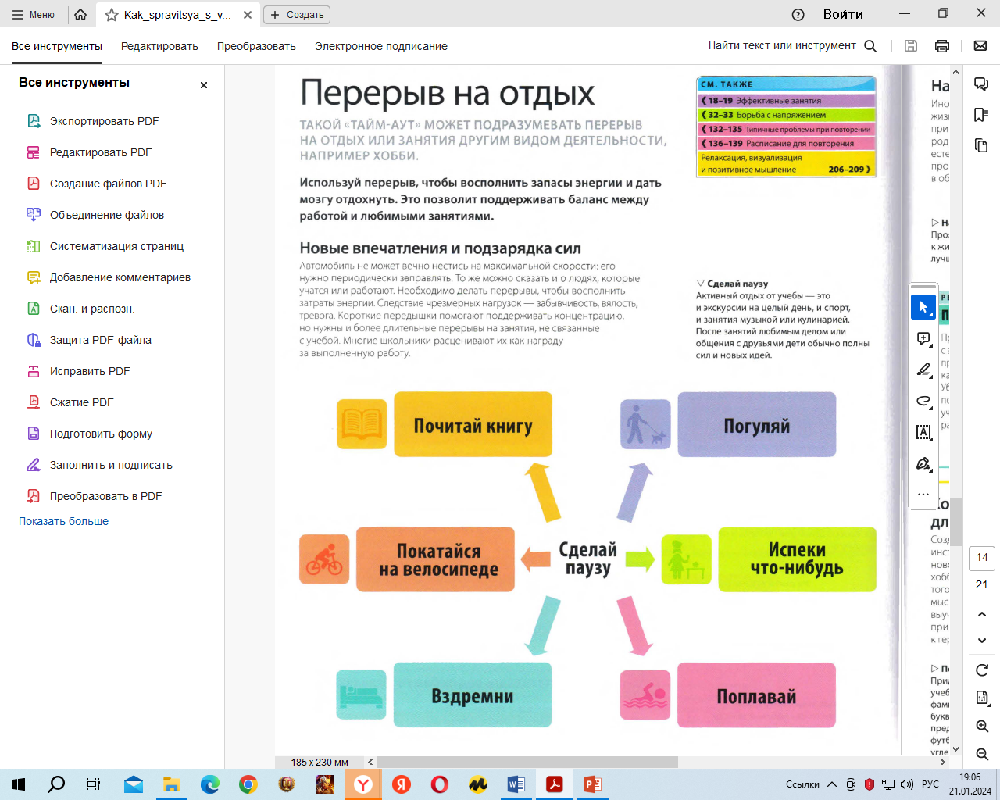 Меню
Kak_spravitsya_s_v...
Создать
Войти
Все инструменты
Редактировать
Преобразовать
Электронное подписание
Найти текст или инструмент
Все инструменты
Экспортировать PDF
Редактировать PDF
Создание файлов PDF
Объединение файлов
Систематизация страниц
Добавление комментариев
Скан. и распозн.
Защита PDF-файла
Исправить PDF
Сжатие PDF
Подготовить форму
Заполнить и подписать
Преобразовать в PDF
Показать больше
Перерыв на отдых
ТАКОЙ «ТАЙМ-АУТ» МОЖЕТ ПОДРАЗУМЕВАТЬ ПЕРЕРЫВ
НА ОТДЫХ ИЛИ ЗАНЯТИЯ ДРУГИМ ВИДОМ ДЕЯТЕЛЬНОСТИ,
НАПРИМЕР ХОББИ.
Используй перерыв, чтобы восполнить запасы энергии и дать
мозгу отдохнуть. Это позволит поддерживать баланс между
работой и любимыми занятиями.
СМ. ТАКЖЕ
❮ 18–19 Эффективные занятия
❮ 32–33 Борьба с напряжением
❮ 132–135 Типичные проблемы при повторении
❮ 136–139 Расписание для повторения
Релаксация, визуализация
и позитивное мышление 206–209 ❯
Новые впечатления и подзарядка сил
Автомобиль не может вечно нестись на максимальной скорости: его
нужно периодически заправлять. То же можно сказать и о людях, которые
учатся или работают. Необходимо делать перерывы, чтобы восполнить
затраты энергии. Следствие чрезмерных нагрузок — забывчивость, вялость,
тревога. Короткие передышки помогают поддерживать концентрацию,
но нужны и более длительные перерывы на занятия, не связанные
с учебой. Многие школьники расценивают их как награду
за выполненную работу.
▽ Сделай паузу
Активный отдых от учебы — это
и экскурсии на целый день, и спорт,
и занятия музыкой или кулинарией.
После занятий любимым делом или
общения с друзьями дети обычно полны
сил и новых идей.
Почитай книгу
Погуляй
Покатайся
на велосипеде
Сделай
паузу
Испеки
что-нибудь
Вздремни
Поплавай
На
Ино
жиз
при
род
есте
про
в об
▷ Н
Про
к жи
лучш
дл
Созд
инст
ново
хобб
того
мыс
выуч
при
к гер
▷ По
Прид
учеб
фам
букв
пред
футб
угле
14
21
185 x 230 мм
Ссылки
РУС
19:06
21.01.2024